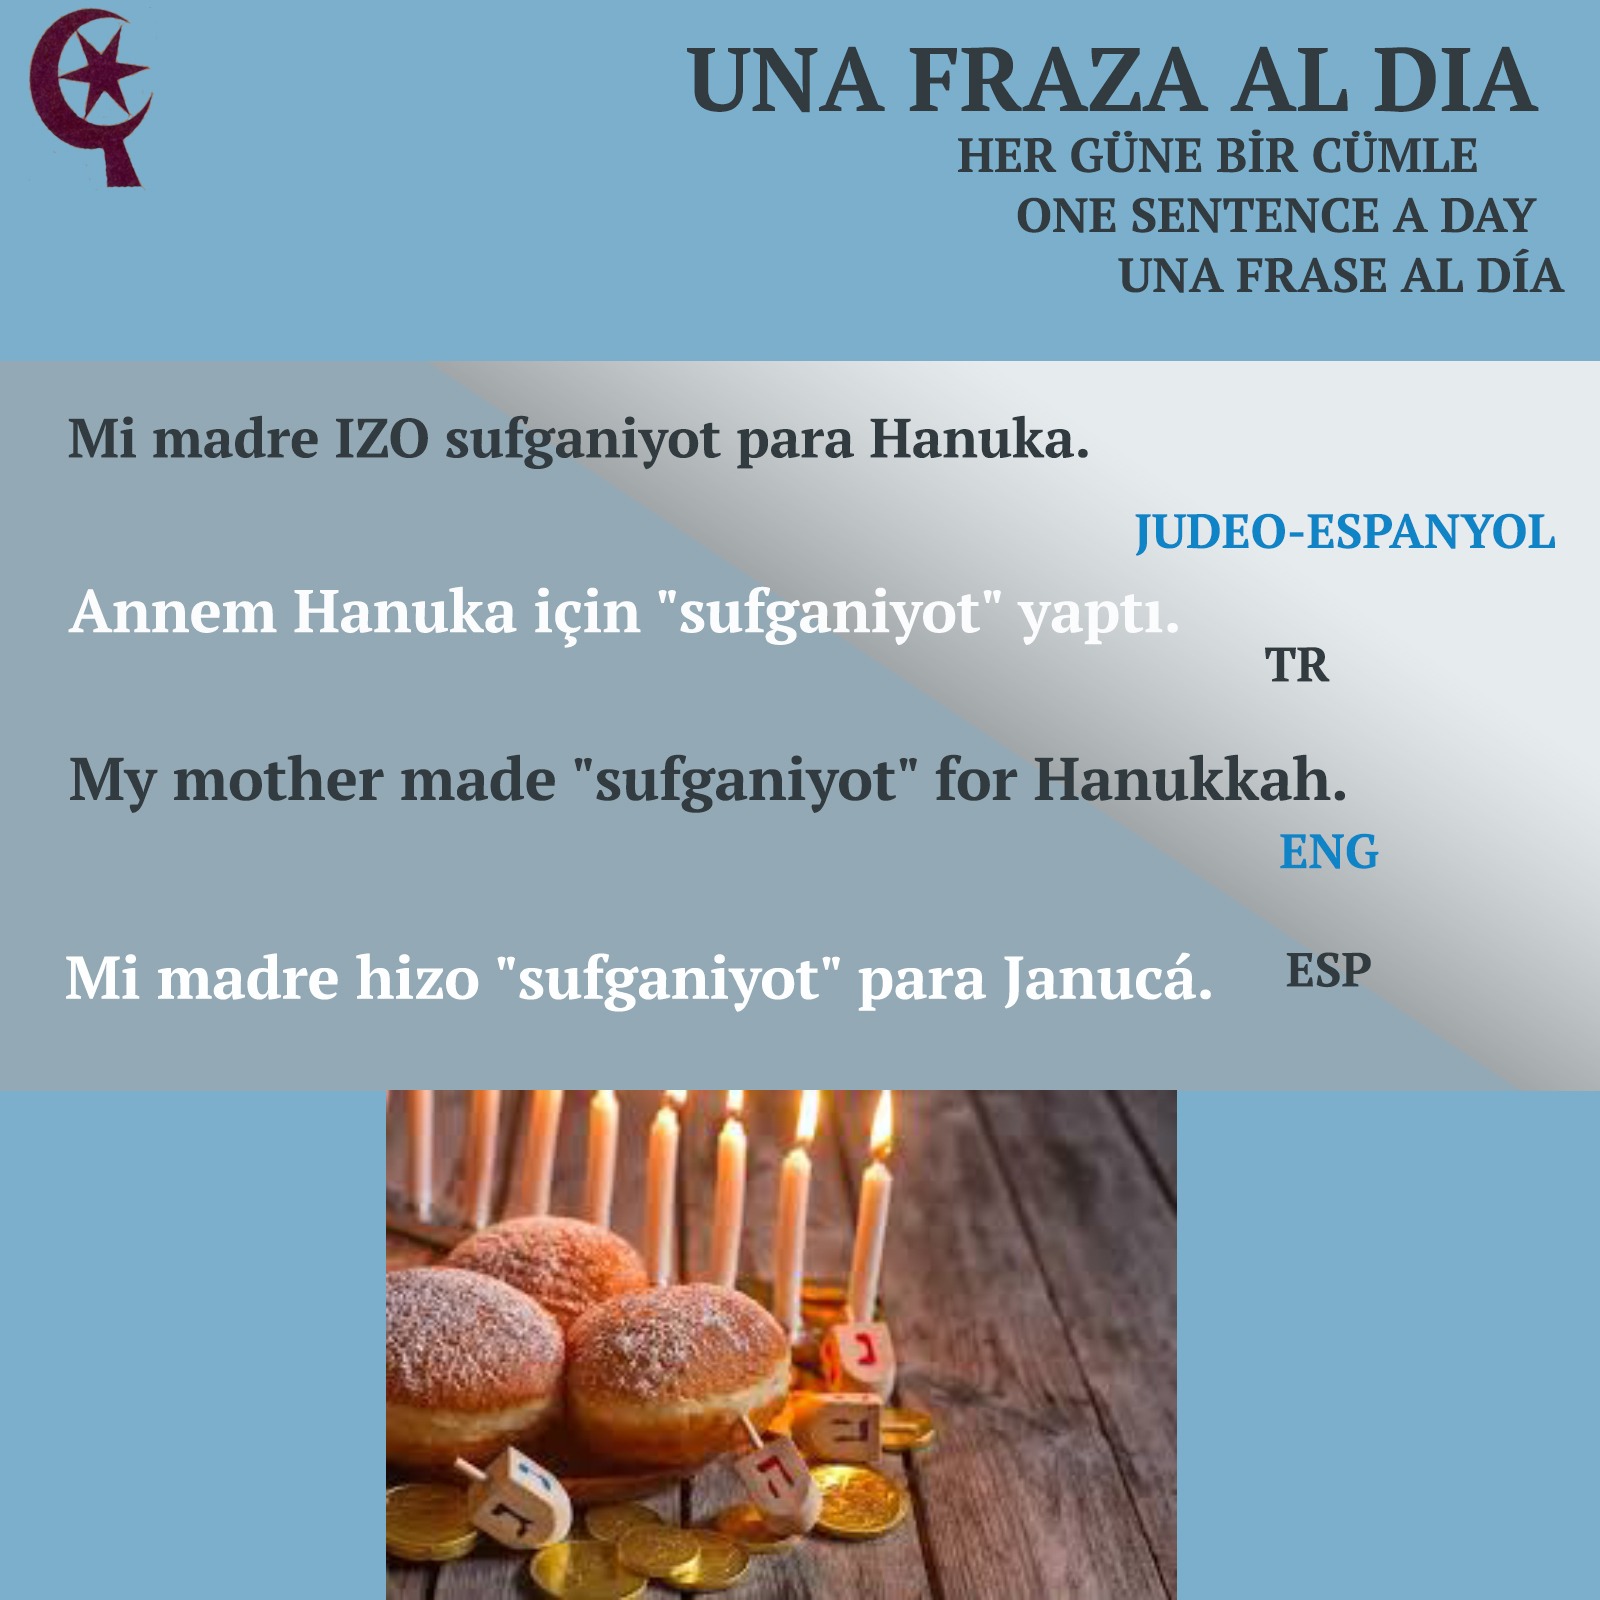 UNA FRAZA AL DIA
HER GÜNE BİR CÜMLE
ONE SENTENCE A DAY
UNA FRASE AL DÍA
Mi madre IZO sufganiyot para Hanuka.
JUDEO-ESPANYOL
Annem Hanuka için "sufganiyot" yaptı.
TR
My mother made "sufganiyot" for Hanukkah.
ENG
Mi madre hizo "sufganiyot" para Janucá.
ESP